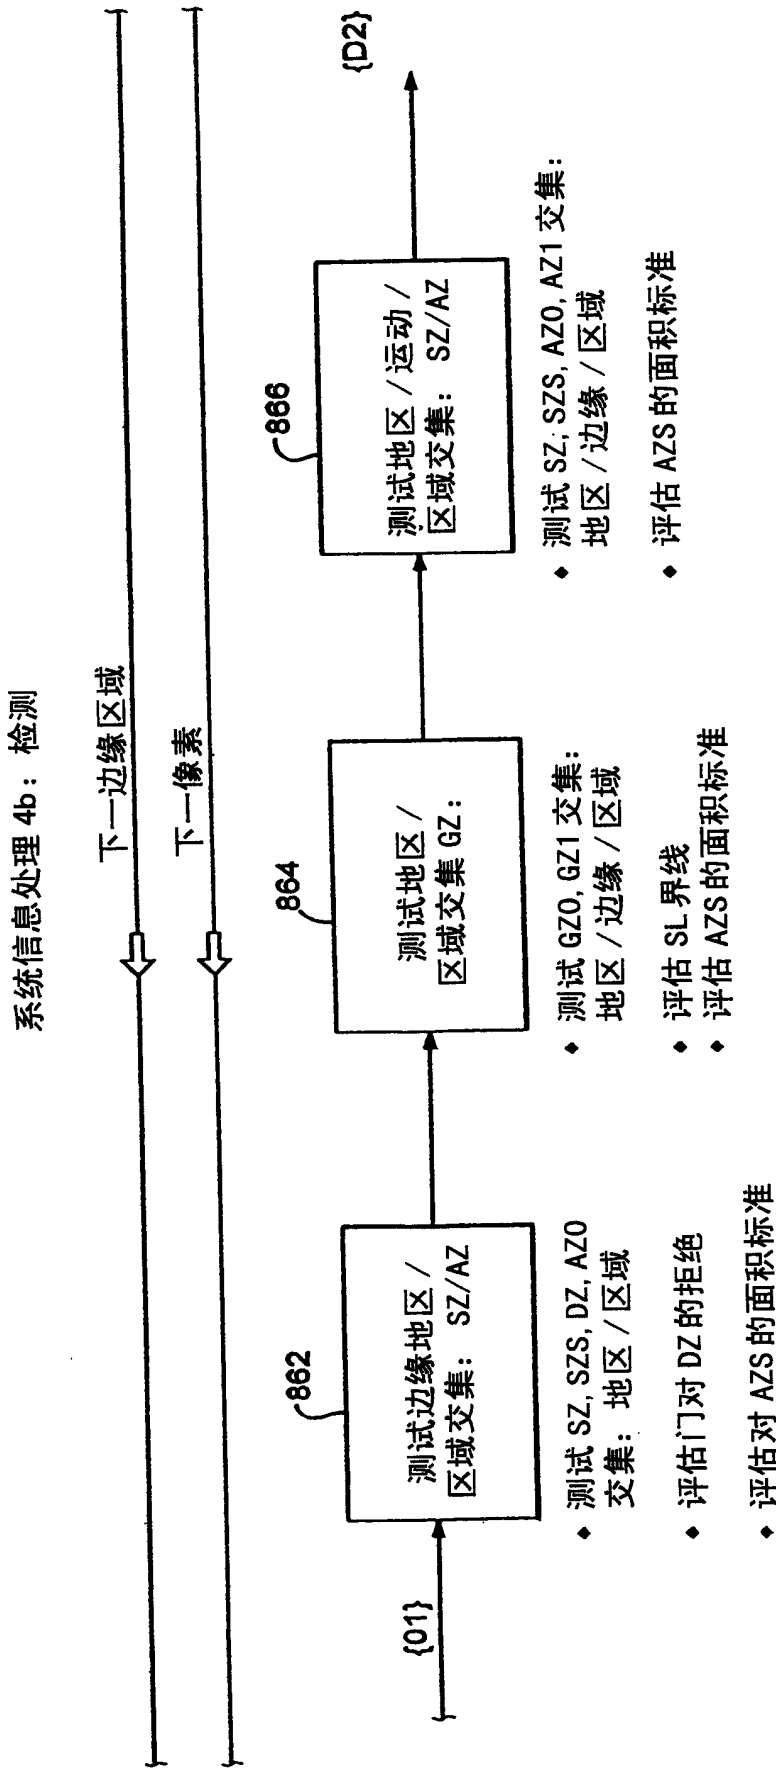 系统信息处理 4b：检测
下一边缘区域
下一像素
{01}
862
测试边缘地区 /
区域交集： SZ/AZ
◆ 测试 SZ, SZS, DZ, AZ0
交集：地区 / 区域
◆ 评估门对 DZ 的拒绝
◆ 评估对 AZS 的面积标准
864
测试地区 /
区域交集 GZ：
◆ 测试 GZ0, GZ1 交集：
地区 / 边缘 / 区域
◆ 评估 SL 界线
◆ 评估 AZS 的面积标准
866
测试地区 / 运动 /
区域交集： SZ/AZ
◆ 测试 SZ, SZS, AZ0, AZ1 交集：
地区 / 边缘 / 区域
◆ 评估 AZS 的面积标准
{D2}